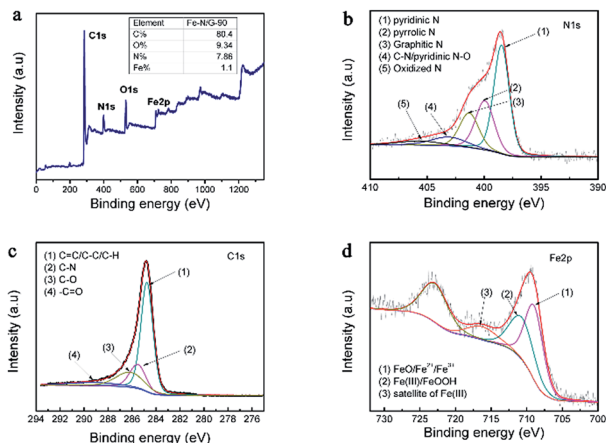 a
Element Fe-N/G-90
C% 80.4
O% 9.34
N% 7.86
Fe% 1.1
C1s
N1s
O1s
Fe2p
Intensity (a.u)
0 200 400 600 800 1000 1200
Binding energy (eV)
b
N1s
(1) pyridinic N
(2) pyrrolic N
(3) Graphitic N
(4) C-N/pyridinic N-O
(5) Oxidized N
(1)
(2)
(3)
(4)
(5)
Intensity (a.u)
410 405 400 395 390
Binding energy (eV)
c
C1s
(1) C=C/C-C/C-H
(2) C-N
(3) C-O
(4) -C=O
(1)
(2)
(3)
(4)
Intensity (a.u)
294 292 290 288 286 284 282 280 278 276
Binding energy (eV)
d
Fe2p
(1)
(2)
(3)
(1) FeO/Fe²⁺/Fe³⁺
(2) Fe(III)/FeOOH
(3) satellite of Fe(III)
Intensity (a.u)
730 725 720 715 710 705 700
Binding energy (eV)